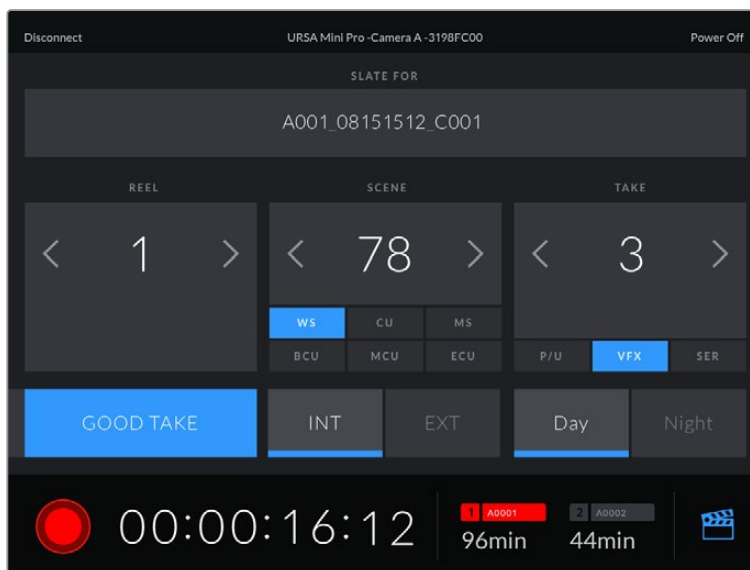 Disconnect URSA Mini Pro -Camera A -3198FC00 Power Off
SLATE FOR
A001_08151512_C001
REEL SCENE TAKE
< 1 > < 78 > < 3 >
WS CU MS
BCU MCU ECU P/U VFX SER
GOOD TAKE INT EXT Day Night
00:00:16:12
1 A0001 2 A0002
96min 44min